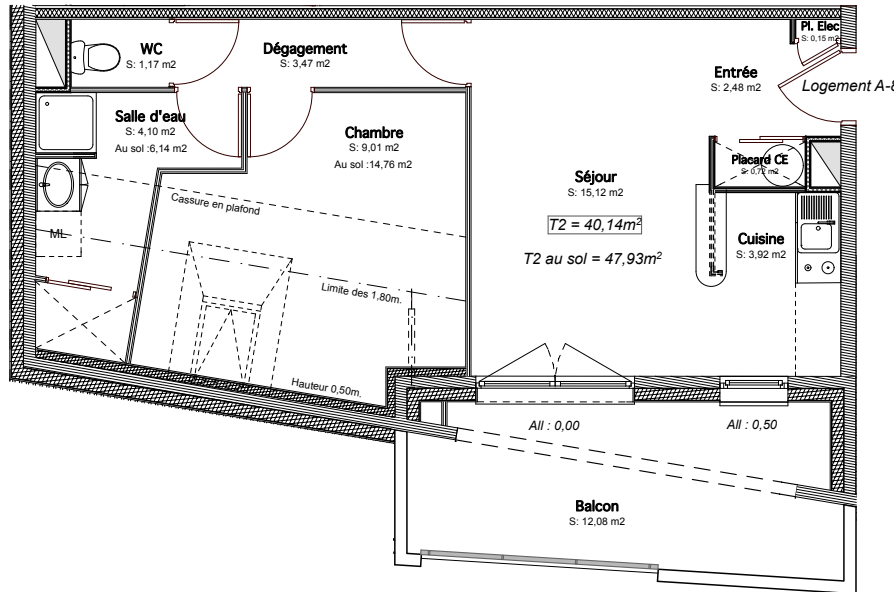 Pl. Elec
S: 0,15 m2
WC
S: 1,17 m2
Dégagement
S: 3,47 m2
Entrée
S: 2,48 m2
Logement A-8
Salle d'eau
S: 4,10 m2
Au sol :6,14 m2
Chambre
S: 9,01 m2
Au sol :14,76 m2
Placard CE
S: 0,72 m2
Séjour
S: 15,12 m2
Cassure en plafond
T2 = 40,14m²
T2 au sol = 47,93m²
Cuisine
S: 3,92 m2
ML
Limite des 1,80m.
Hauteur 0,50m.
All : 0,00
All : 0,50
Balcon
S: 12,08 m2